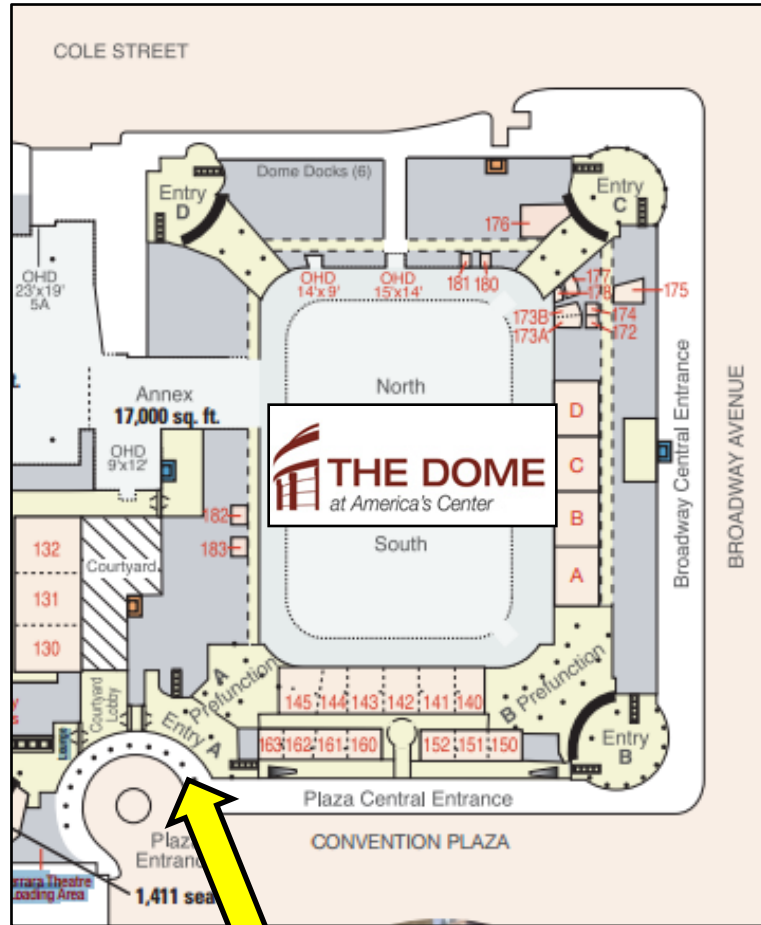 COLE STREET
Dome Docks (6)
Entry
D
Entry
C
176
OHD
23'x19'
5A
OHD
14'x 9'
OHD
15'x14'
181
180
177
178
175
173B
173A
174
172
Annex
17,000 sq. ft.
North
D
OHD
9'x12'
THE DOME
at America's Center
C
B
A
South
Broadway Central Entrance
BROADWAY AVENUE
182
183
132
131
130
Courtyard
Courtyard
Lobby
Lounge
A
Prefunction
Entry A
B Prefunction
145
144
143
142
141
140
163
162
161
160
152
151
150
Entry
B
Plaza Central Entrance
CONVENTION PLAZA
Plaza
Theatre
Loading Area
1,411